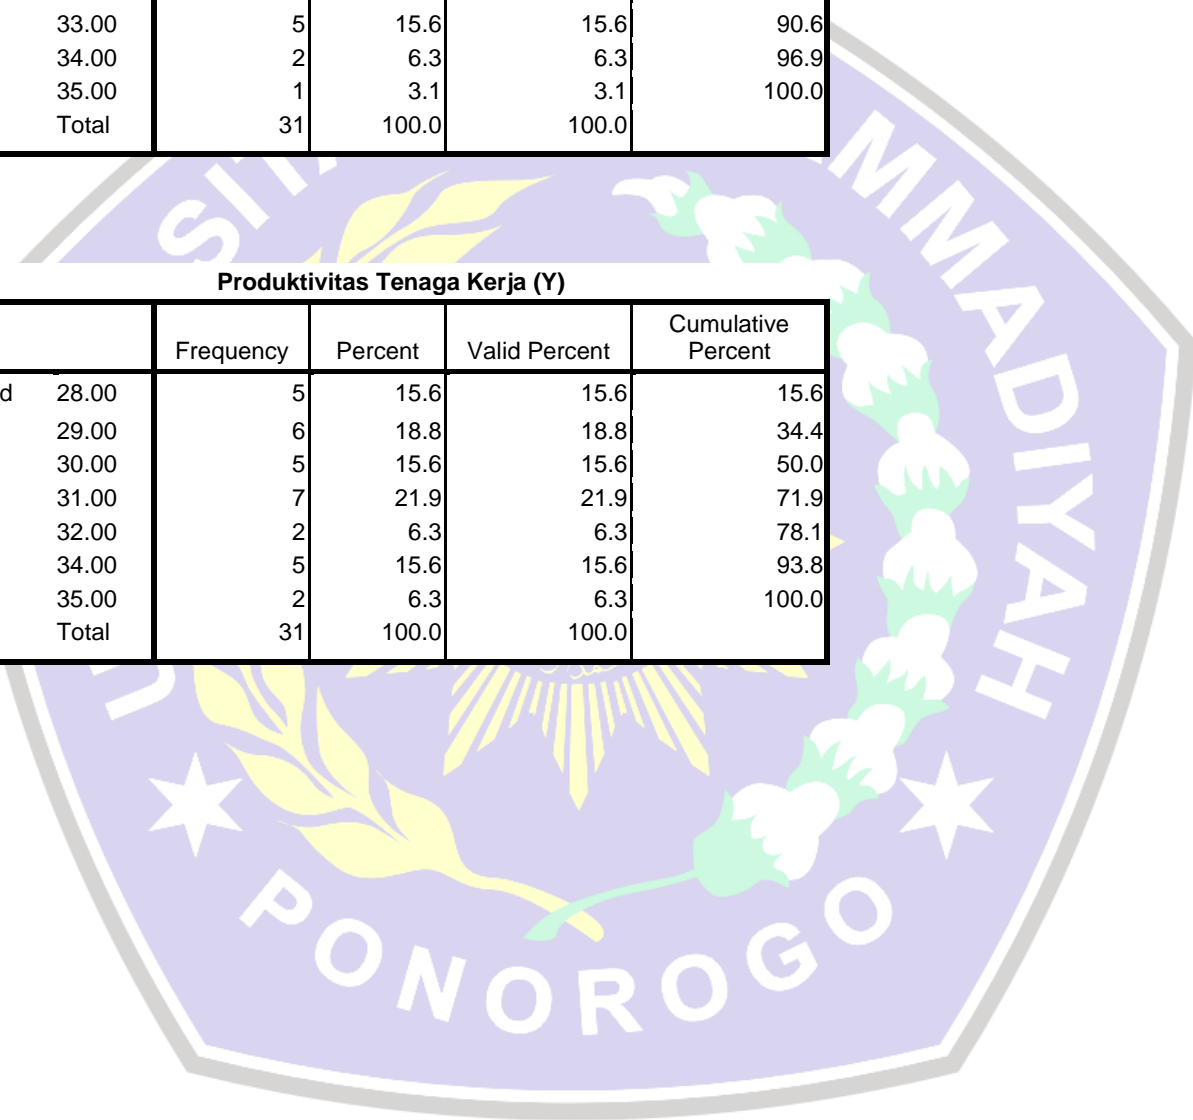 33.00 5 15.6 15.6 90.6
34.00 2 6.3 6.3 96.9
35.00 1 3.1 3.1 100.0
Total 31 100.0 100.0
Produktivitas Tenaga Kerja (Y)
Frequency Percent Valid Percent Cumulative Percent
d 28.00 5 15.6 15.6 15.6
29.00 6 18.8 18.8 34.4
30.00 5 15.6 15.6 50.0
31.00 7 21.9 21.9 71.9
32.00 2 6.3 6.3 78.1
34.00 5 15.6 15.6 93.8
35.00 2 6.3 6.3 100.0
Total 31 100.0 100.0
PONOROGO